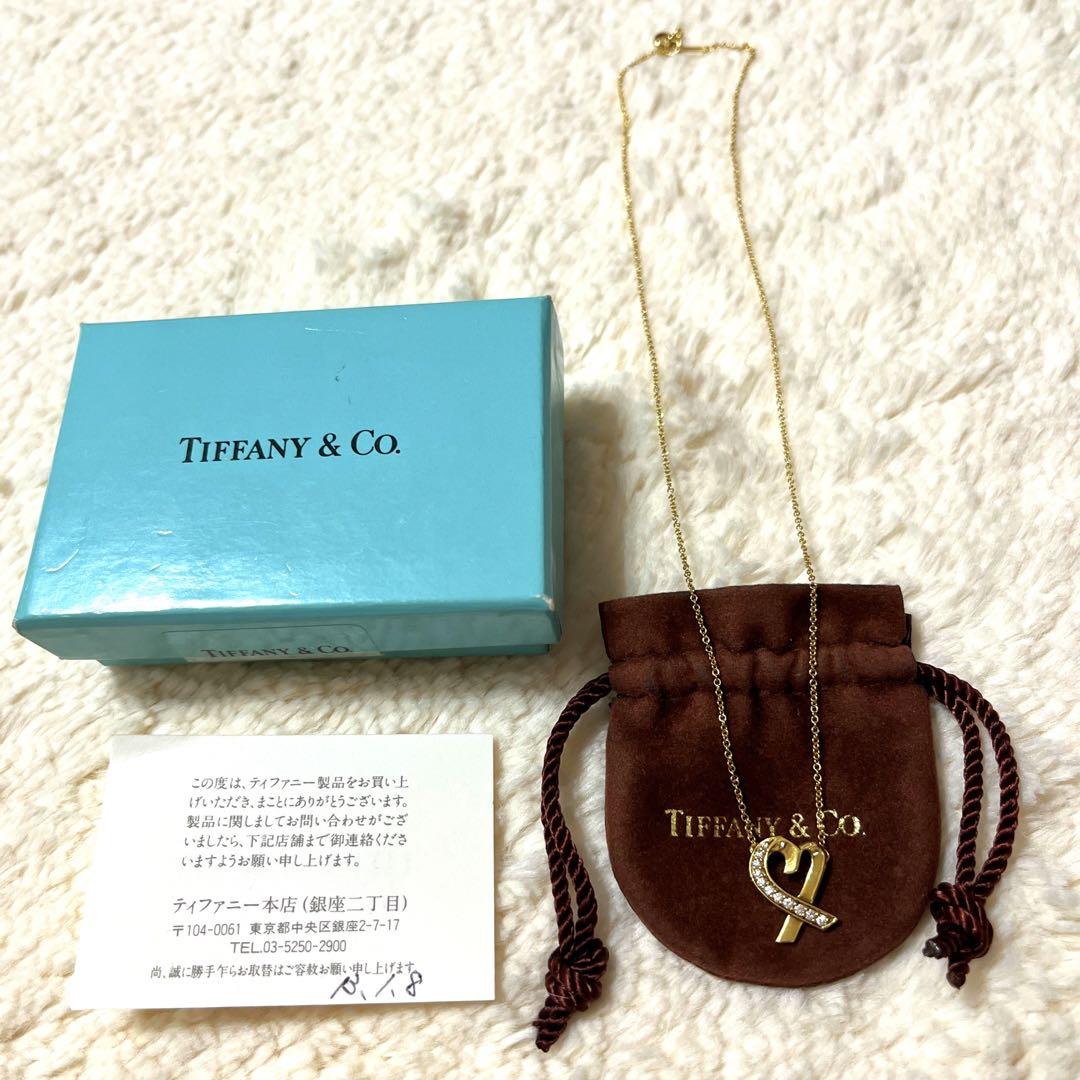 TIFFANY & CO.
TIFFANY & CO.
TIFFANY & CO.
この度は、ティファニー製品をお買い上
げいただき、まことにありがとうございます。
製品に関しましてお問い合わせがござ
いましたら、下記店舗まで御連絡くださ
いますようお願い申し上げます。
ティファニー本店(銀座二丁目)
〒104-0061 東京都中央区銀座2-7-17
TEL.03-5250-2900
尚、誠に勝手乍らお取替はご容赦お願い申し上げます。